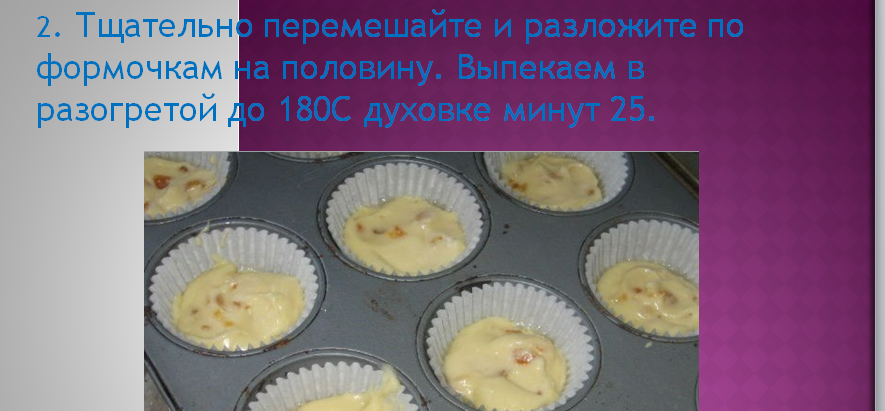 2. Тщательно перемешайте и разложите по
формочкам на половину. Выпекаем в
разогретой до 180С духовке минут 25.